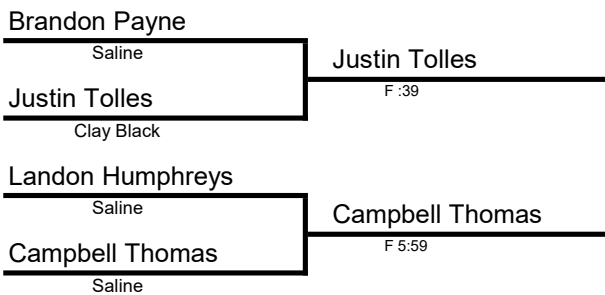 Brandon Payne
Saline
Justin Tolles
F :39
Justin Tolles
Clay Black
Landon Humphreys
Saline
Campbell Thomas
F 5:59
Campbell Thomas
Saline